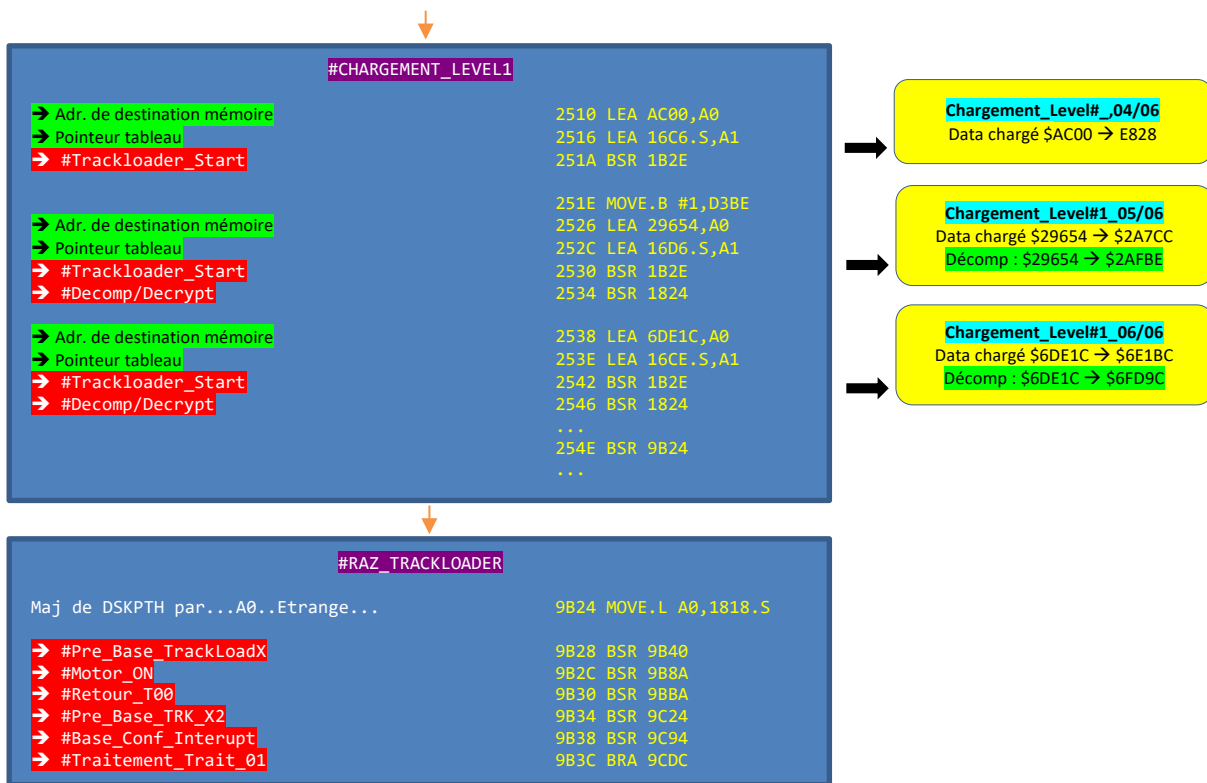 #CHARGEMENT_LEVEL1
➔ Adr. de destination mémoire 2510 LEA AC00,A0
➔ Pointeur tableau 2516 LEA 16C6.S,A1
➔ #Trackloader_Start 251A BSR 1B2E
251E MOVE.B #1,D3BE
➔ Adr. de destination mémoire 2526 LEA 29654,A0
➔ Pointeur tableau 252C LEA 16D6.S,A1
➔ #Trackloader_Start 2530 BSR 1B2E
➔ #Decomp/Decrypt 2534 BSR 1824
➔ Adr. de destination mémoire 2538 LEA 6DE1C,A0
➔ Pointeur tableau 253E LEA 16CE.S,A1
➔ #Trackloader_Start 2542 BSR 1B2E
➔ #Decomp/Decrypt 2546 BSR 1824
...
254E BSR 9B24
...
Chargement_Level#_,04/06
Data chargé $AC00 → E828
Chargement_Level#1_05/06
Data chargé $29654 → $2A7CC
Décomp : $29654 → $2AFBE
Chargement_Level#1_06/06
Data chargé $6DE1C → $6E1BC
Décomp : $6DE1C → $6FD9C
#RAZ_TRACKLOADER
Maj de DSKPTH par...A0..Etrange... 9B24 MOVE.L A0,1818.S
➔ #Pre_Base_TrackLoadX 9B28 BSR 9B40
➔ #Motor_ON 9B2C BSR 9B8A
➔ #Retour_T00 9B30 BSR 9BBA
➔ #Pre_Base_TRK_X2 9B34 BSR 9C24
➔ #Base_Conf_Interupt 9B38 BSR 9C94
➔ #Traitement_Trait_01 9B3C BRA 9CDC